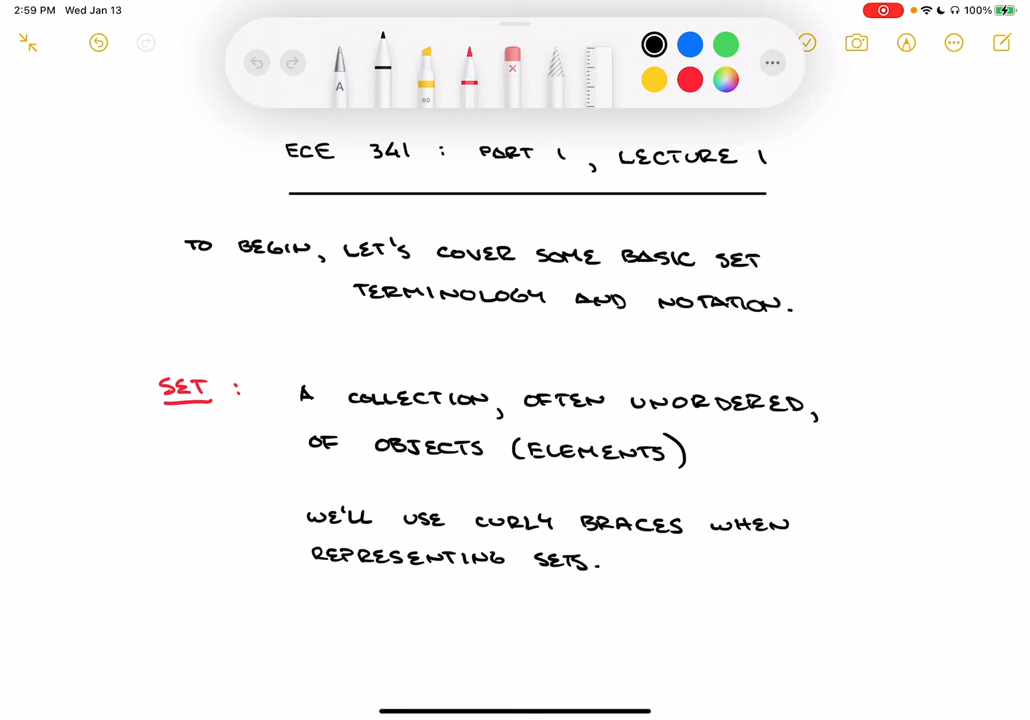 2:59 PM Wed Jan 13
100%
A
80
ECE 341 : PART 1, LECTURE 1
TO BEGIN, LET'S COVER SOME BASIC SET
TERMINOLOGY AND NOTATION.
SET : A COLLECTION, OFTEN UNORDERED,
OF OBJECTS (ELEMENTS)
WE'LL USE CURLY BRACES WHEN
REPRESENTING SETS.